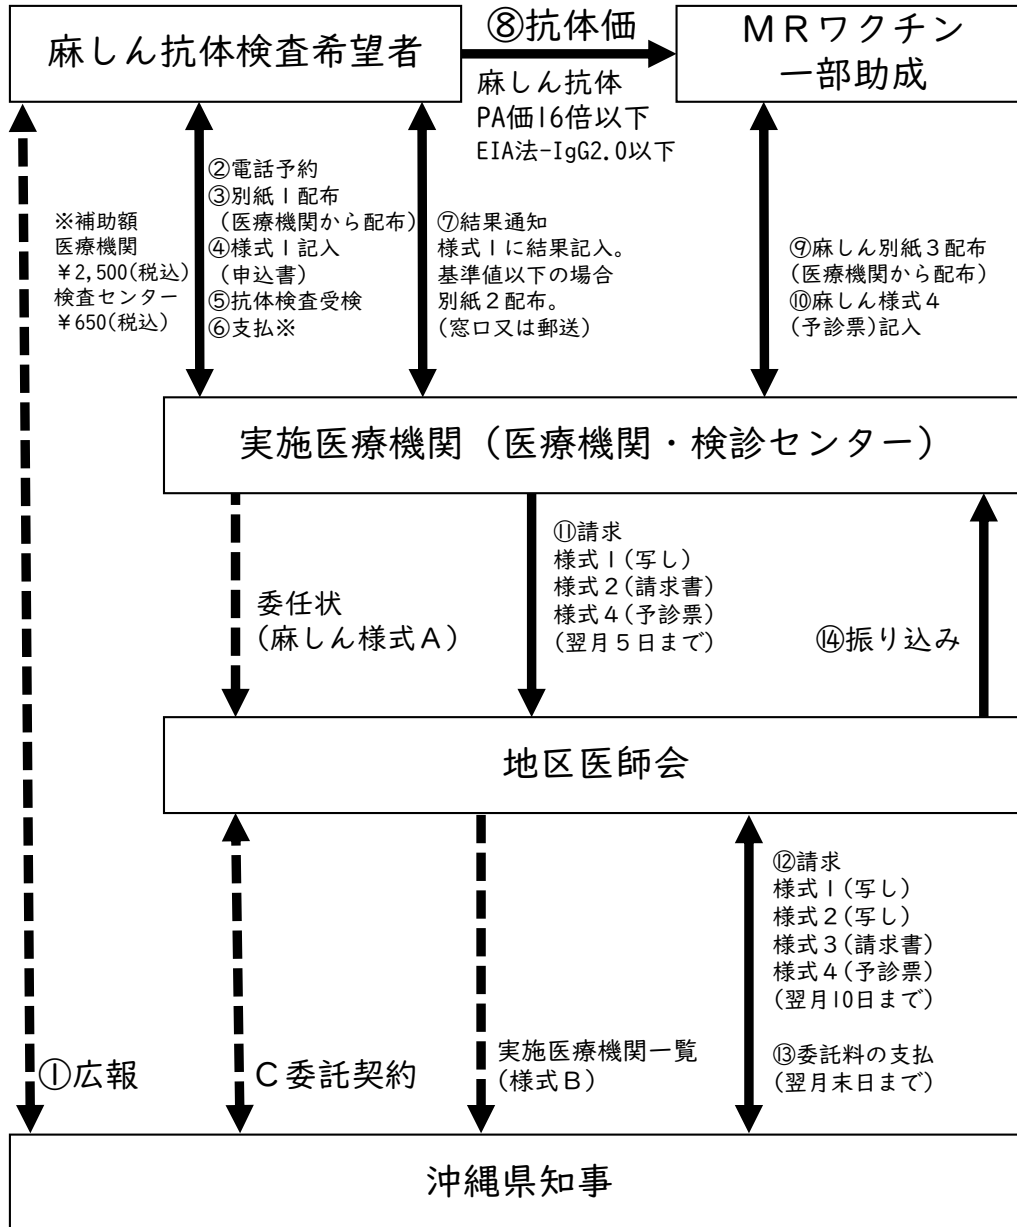 麻しん抗体検査希望者
⑧抗体価
麻しん抗体
PA価16倍以下
EIA法-IgG2.0以下
MRワクチン
一部助成
※補助額
医療機関
¥2,500(税込)
検査センター
¥650(税込)
②電話予約
③別紙1配布
(医療機関から配布)
④様式1記入
(申込書)
⑤抗体検査受検
⑥支払※
⑦結果通知
様式1に結果記入。
基準値以下の場合
別紙2配布。
(窓口又は郵送)
⑨麻しん別紙3配布
(医療機関から配布)
⑩麻しん様式4
(予診票)記入
実施医療機関(医療機関・検診センター)
委任状
(麻しん様式A)
⑪請求
様式1(写し)
様式2(請求書)
様式4(予診票)
(翌月5日まで)
⑭振り込み
地区医師会
①広報
C委託契約
実施医療機関一覧
(様式B)
⑫請求
様式1(写し)
様式2(写し)
様式3(請求書)
様式4(予診票)
(翌月10日まで)
⑬委託料の支払
(翌月末日まで)
沖縄県知事